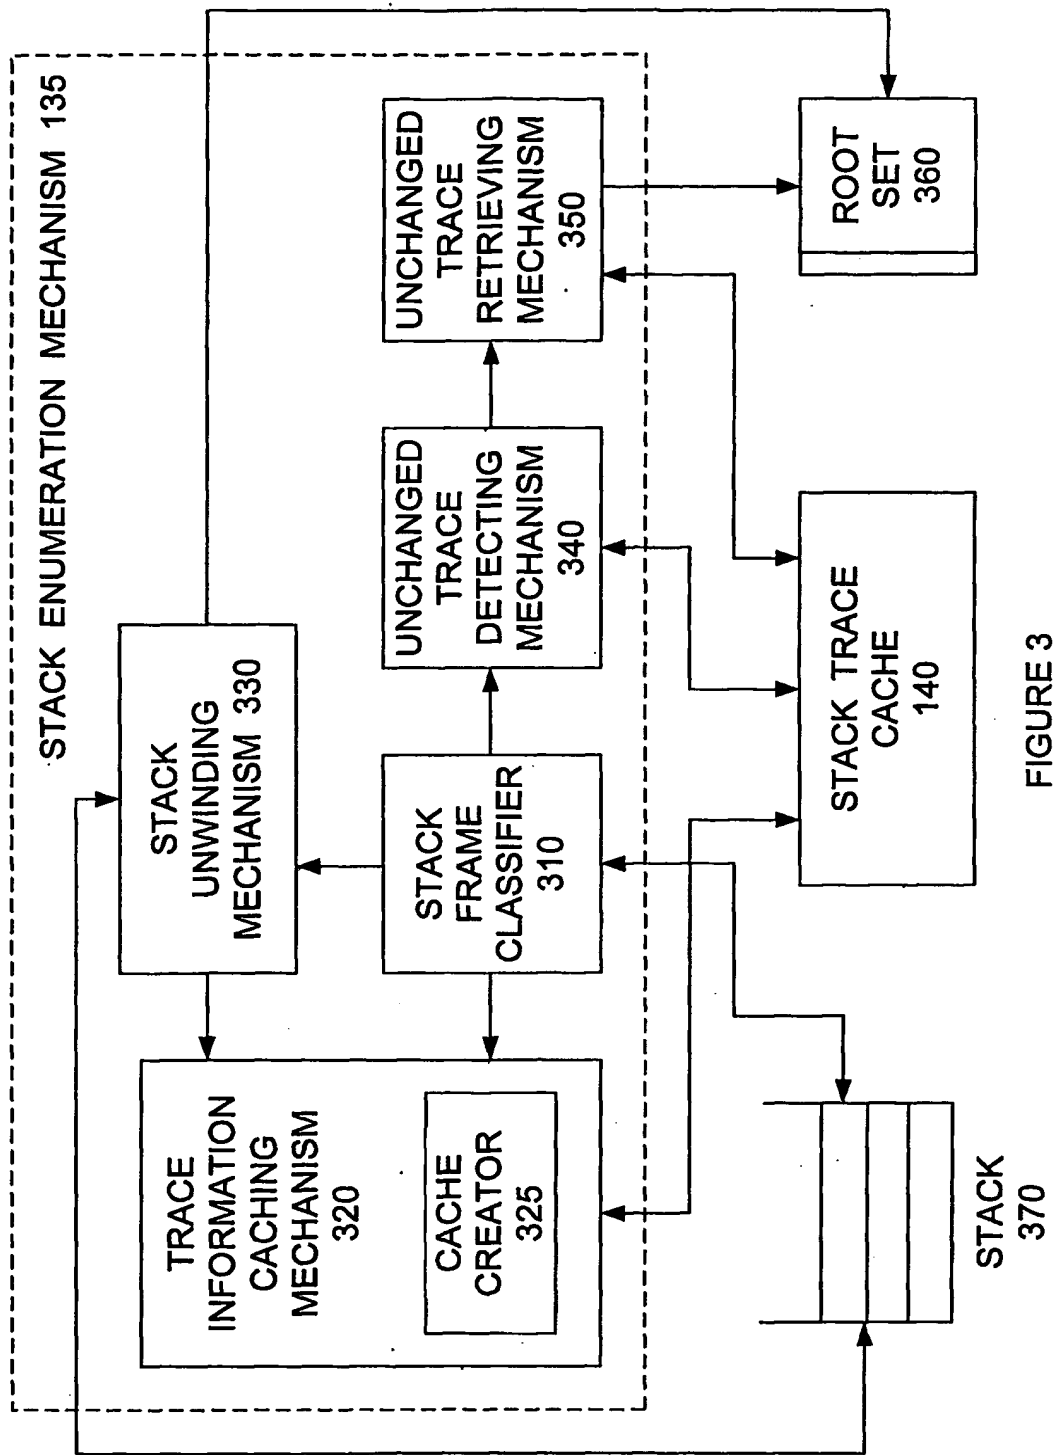 STACK ENUMERATION MECHANISM 135
STACK
UNWINDING
MECHANISM 330
TRACE
INFORMATION
CACHING
MECHANISM
320
CACHE
CREATOR
325
STACK
FRAME
CLASSIFIER
310
UNCHANGED
TRACE
DETECTING
MECHANISM
340
UNCHANGED
TRACE
RETRIEVING
MECHANISM
350
STACK
370
STACK TRACE
CACHE
140
ROOT
SET
360
FIGURE 3